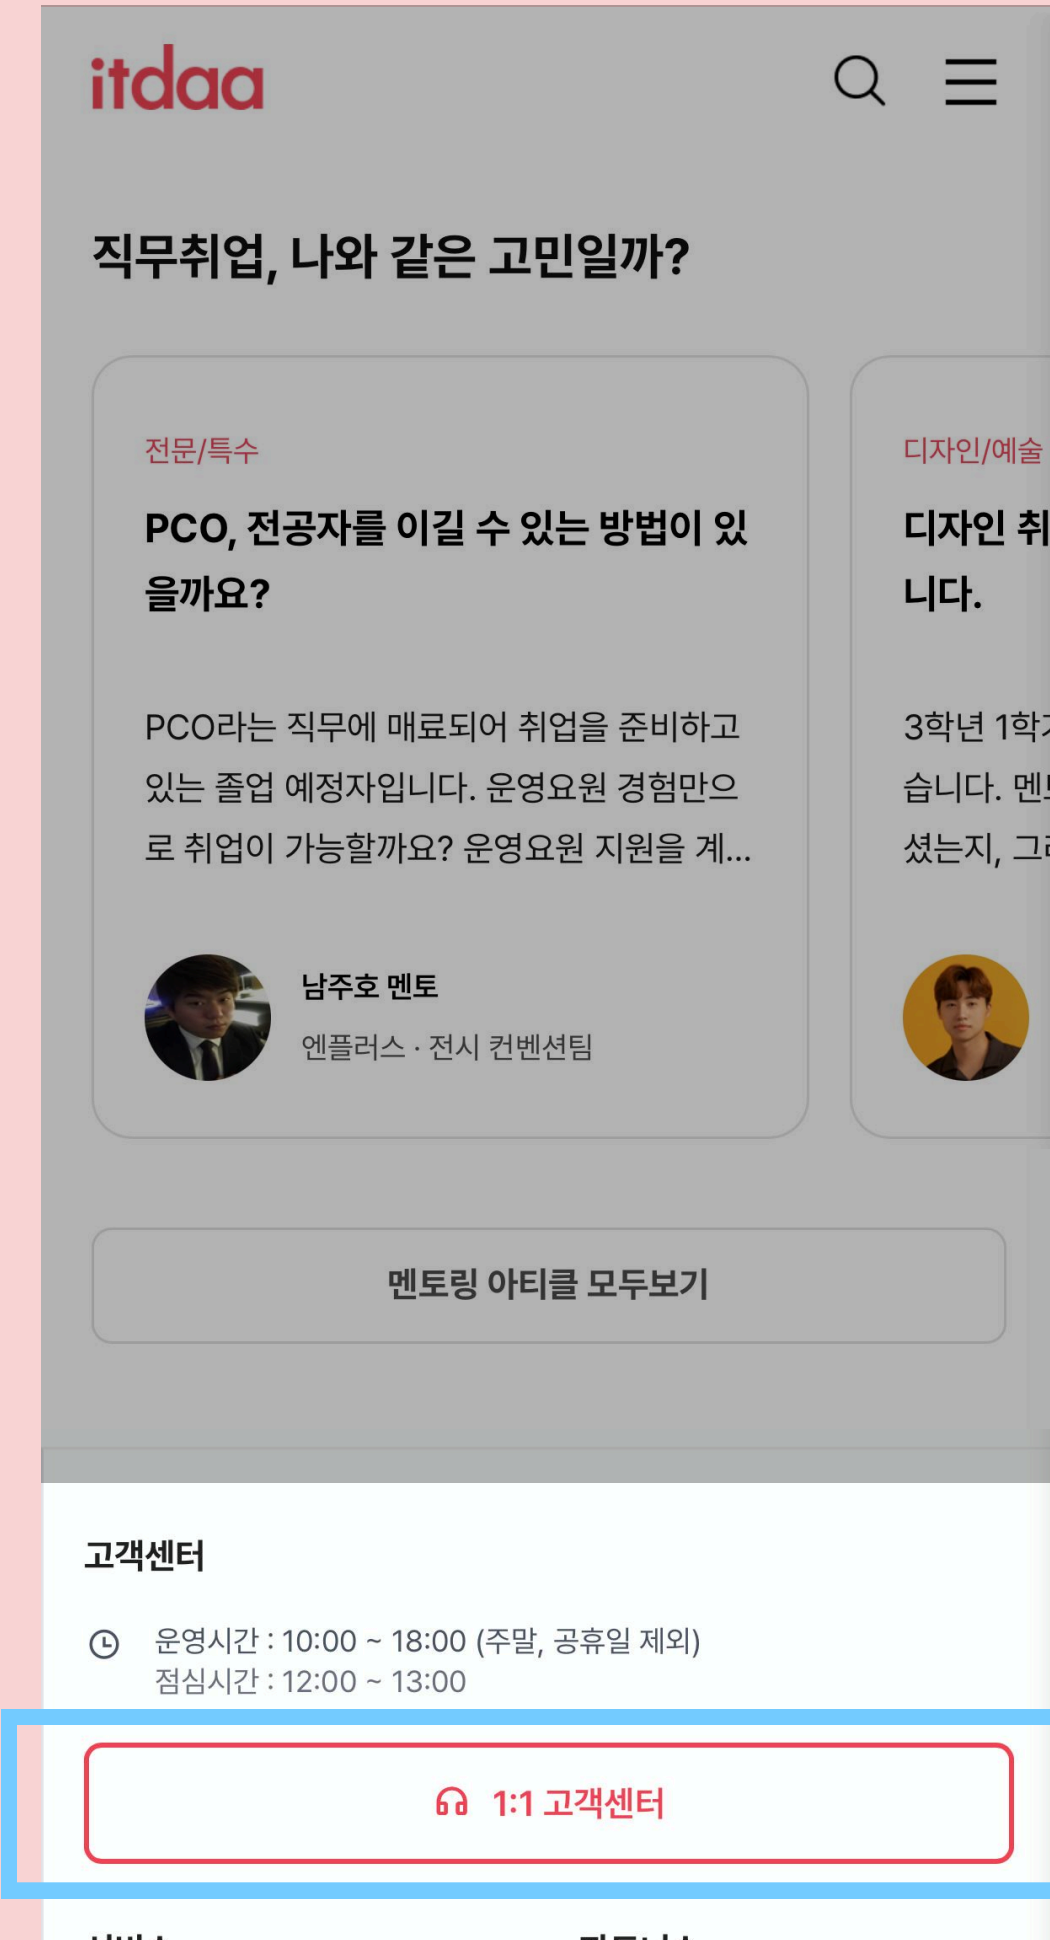 itdaa
직무취업, 나와 같은 고민일까?
전문/특수
PCO, 전공자를 이길 수 있는 방법이 있
을까요?
PCO라는 직무에 매료되어 취업을 준비하고
있는 졸업 예정자입니다. 운영요원 경험만으
로 취업이 가능할까요? 운영요원 지원을 계...
남주호 멘토
엔플러스 · 전시 컨벤션팀
디자인/예술
디자인 취
니다.
3학년 1학
습니다.
셨는지,
멘토링 아티클 모두보기
고객센터
운영시간 : 10:00 ~ 18:00 (주말, 공휴일 제외)
점심시간 : 12:00 ~ 13:00
1:1 고객센터